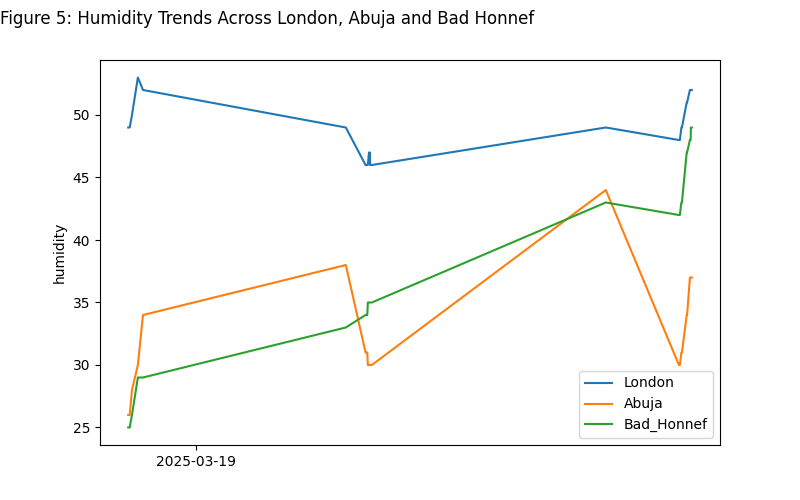 Figure 5: Humidity Trends Across London, Abuja and Bad Honnef
50
45
40
35
30
25
humidity
2025-03-19
London
Abuja
Bad_Honnef